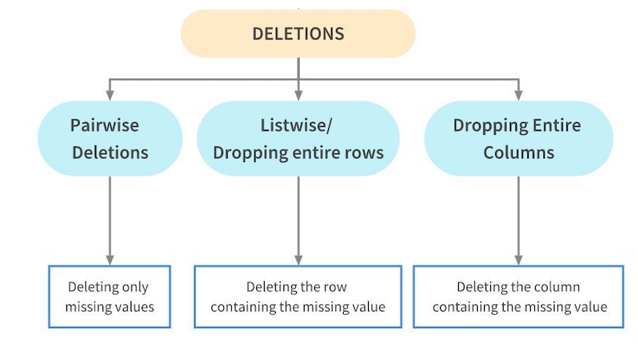 DELETIONS
Pairwise
Deletions
Listwise/
Dropping entire rows
Dropping Entire
Columns
Deleting only
missing values
Deleting the row
containing the missing value
Deleting the column
containing the missing value